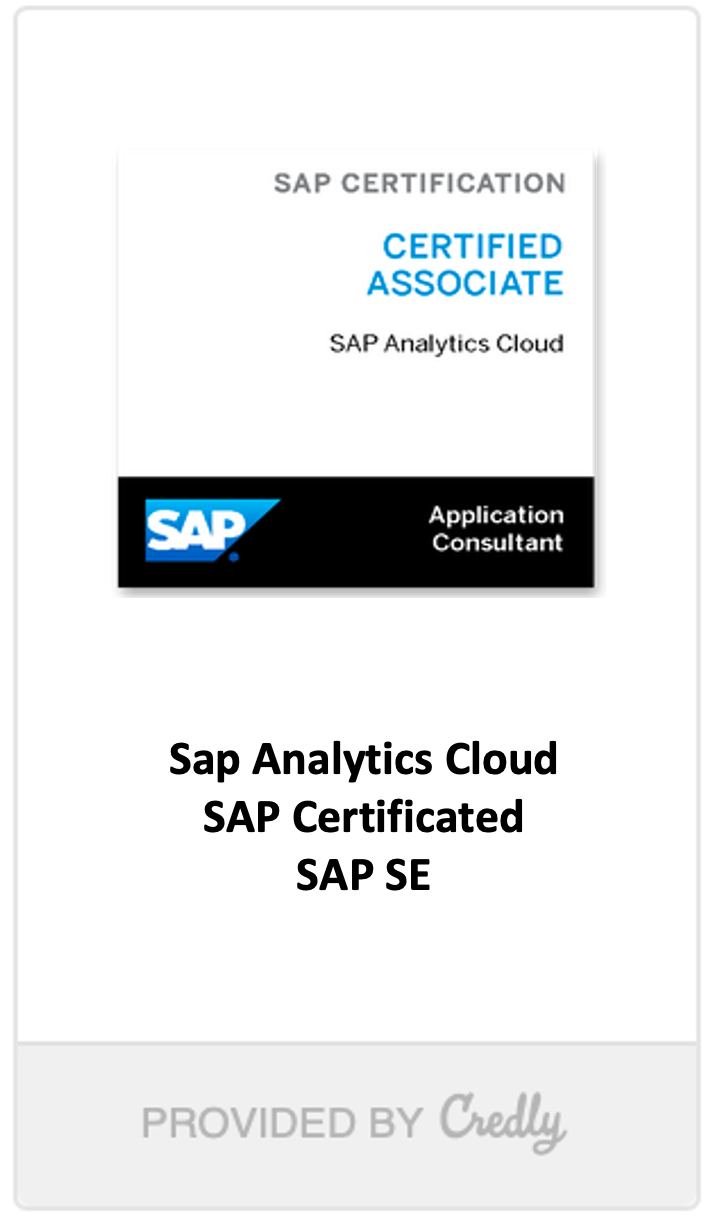 SAP CERTIFICATION
CERTIFIED
ASSOCIATE
SAP Analytics Cloud
SAP
Application
Consultant
Sap Analytics Cloud
SAP Certificated
SAP SE
PROVIDED BY Credly